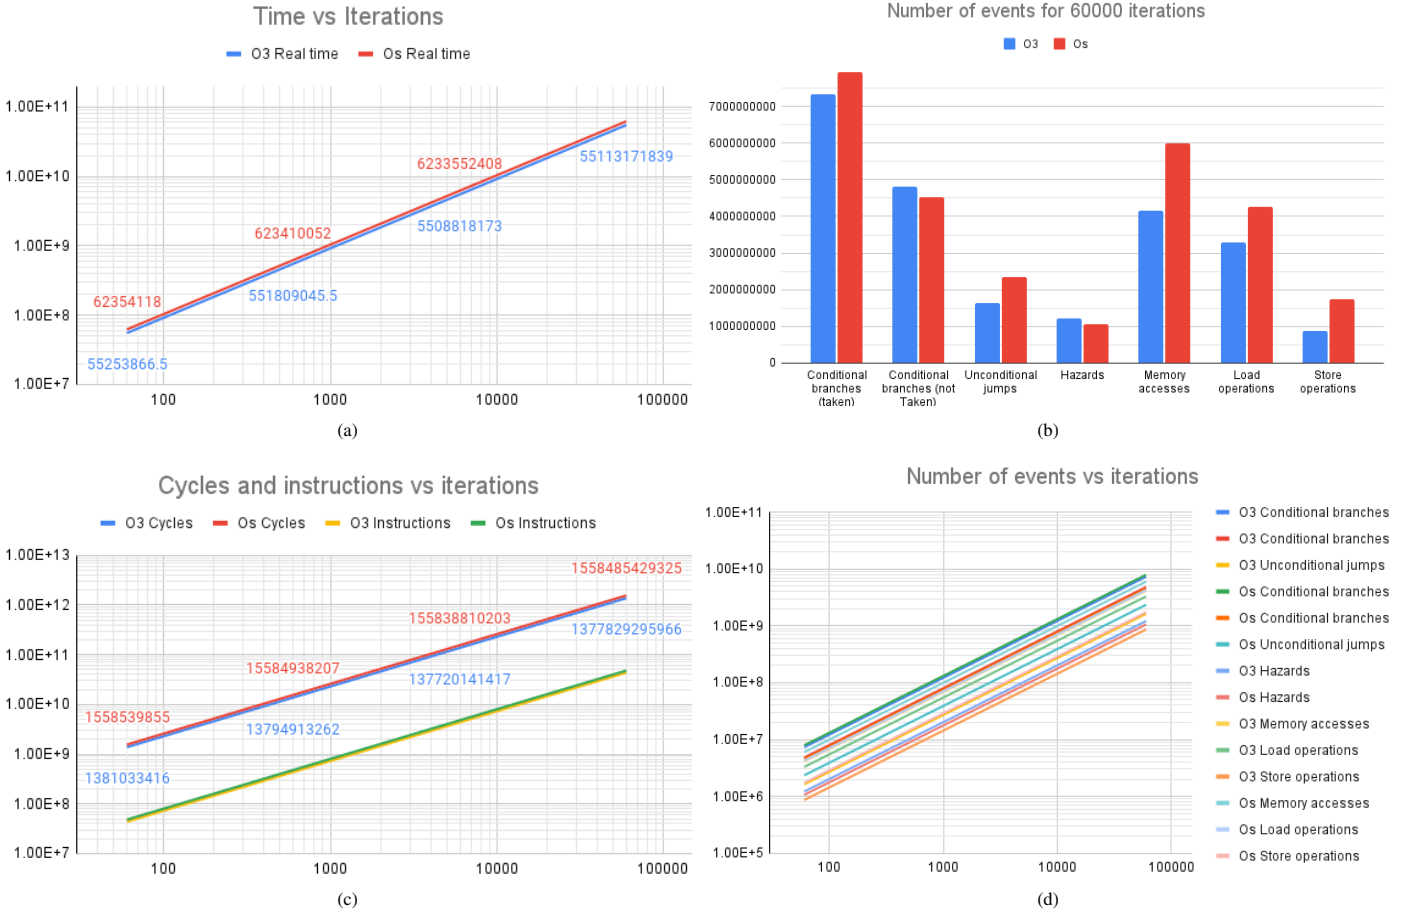 Time vs Iterations
O3 Real time
Os Real time
1.00E+11
1.00E+10
1.00E+9
1.00E+8
1.00E+7
62354118
623410052
6233552408
55253866.5
551809045.5
5508818173
55113171839
100
1000
10000
100000
(a)
Number of events for 60000 iterations
O3
Os
7000000000
6000000000
5000000000
4000000000
3000000000
2000000000
1000000000
0
Conditional
branches
(taken)
Conditional
branches (not
Taken)
Unconditional
jumps
Hazards
Memory
accesses
Load
operations
Store
operations
(b)
Cycles and instructions vs iterations
O3 Cycles
Os Cycles
O3 Instructions
Os Instructions
1.00E+13
1.00E+12
1.00E+11
1.00E+10
1.00E+9
1.00E+8
1.00E+7
1558539855
15584938207
155838810203
1558485429325
1381033416
13794913262
137720141417
1377829295966
100
1000
10000
100000
(c)
Number of events vs iterations
1.00E+11
1.00E+10
1.00E+9
1.00E+8
1.00E+7
1.00E+6
1.00E+5
100
1000
10000
100000
O3 Conditional branches
O3 Conditional branches
O3 Unconditional jumps
Os Conditional branches
Os Conditional branches
Os Unconditional jumps
O3 Hazards
Os Hazards
O3 Memory accesses
O3 Load operations
O3 Store operations
Os Memory accesses
Os Load operations
Os Store operations
(d)